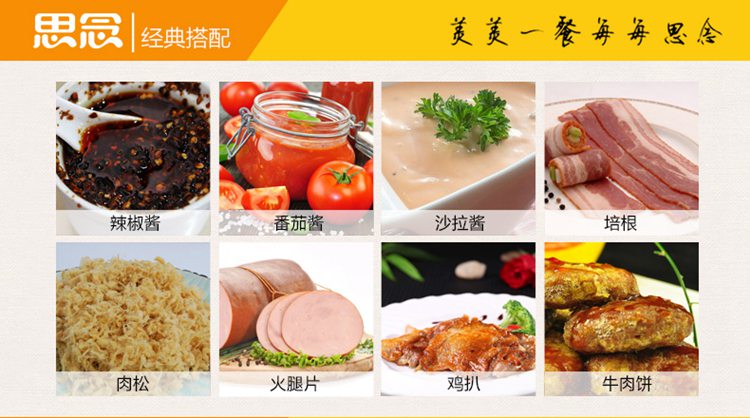 思念 经典搭配
美美一餐每每思念
辣椒酱
番茄酱
沙拉酱
培根
肉松
火腿片
鸡扒
牛肉饼